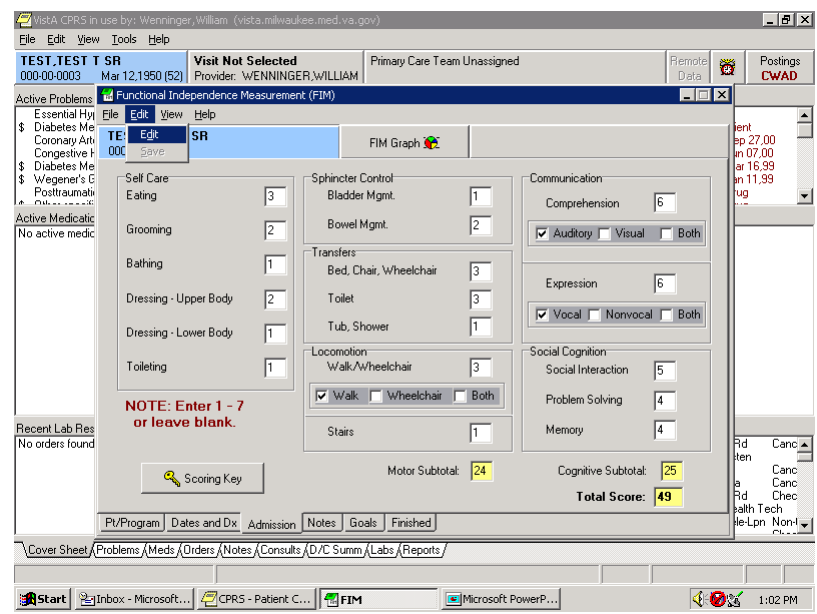 VistA CPRS in use by: Wenninger,William (vista.milwaukee.med.va.gov)
File Edit View Tools Help
TEST,TEST T SR
000-00-0003 Mar 12,1950 (52)
Visit Not Selected
Provider: WENNINGER,WILLIAM
Primary Care Team Unassigned
Remote Data
Postings
CWAD
Active Problems
Essential Hy
$ Diabetes Me
Coronary Art
Congestive H
$ Diabetes Me
$ Wegener's G
Posttraumati
ient
ep 27,00
un 07,00
ar 16,99
an 11,99
ug
Active Medicatic
No active medic
Recent Lab Res
No orders found
Functional Independence Measurement (FIM)
File Edit View Help
Edit
Save
TE
SR
000
FIM Graph
Self Care
Eating 3
Grooming 2
Bathing 1
Dressing - Upper Body 2
Dressing - Lower Body 1
Toileting 1
NOTE: Enter 1 - 7
or leave blank.
Scoring Key
Sphincter Control
Bladder Mgmt. 1
Bowel Mgmt. 2
Transfers
Bed, Chair, Wheelchair 3
Toilet 3
Tub, Shower 1
Locomotion
Walk/Wheelchair 3
Walk Wheelchair Both
Stairs 1
Motor Subtotal: 24
Communication
Comprehension 6
Auditory Visual Both
Expression 6
Vocal Nonvocal Both
Social Cognition
Social Interaction 5
Problem Solving 4
Memory 4
Cognitive Subtotal: 25
Total Score: 49
Pt/Program Dates and Dx Admission Notes Goals Finished
Rd Canc
ten
Canc
a Canc
Rd Chec
ealth Tech
le-Lpn Non-
Cover Sheet Problems Meds Orders Notes Consults D/C Summ Labs Reports
Start Inbox - Microsoft... CPRS - Patient C... FIM Microsoft PowerP... 1:02 PM